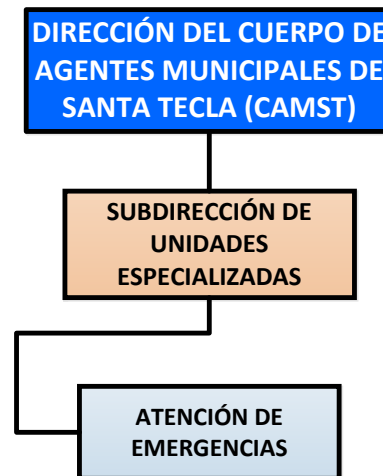 DIRECCIÓN DEL CUERPO DE
AGENTES MUNICIPALES DE
SANTA TECLA (CAMST)
SUBDIRECCIÓN DE
UNIDADES
ESPECIALIZADAS
ATENCIÓN DE
EMERGENCIAS